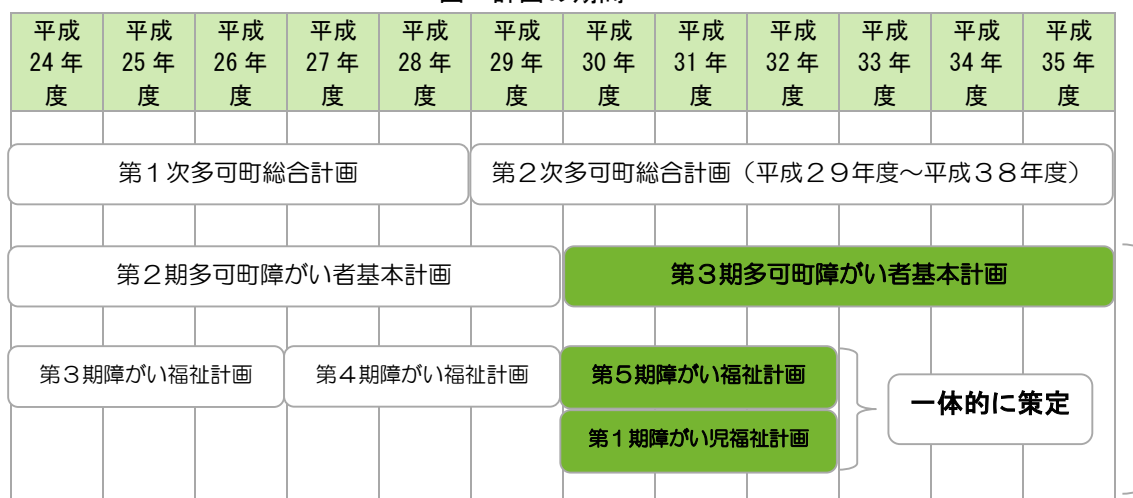 平成24年度 平成25年度 平成26年度 平成27年度 平成28年度 平成29年度 平成30年度 平成31年度 平成32年度 平成33年度 平成34年度 平成35年度
第１次多可町総合計画 第２次多可町総合計画（平成２９年度～平成３８年度）
第２期多可町障がい者基本計画 第３期多可町障がい者基本計画
第３期障がい福祉計画 第４期障がい福祉計画 第５期障がい福祉計画
一体的に策定
第１期障がい児福祉計画